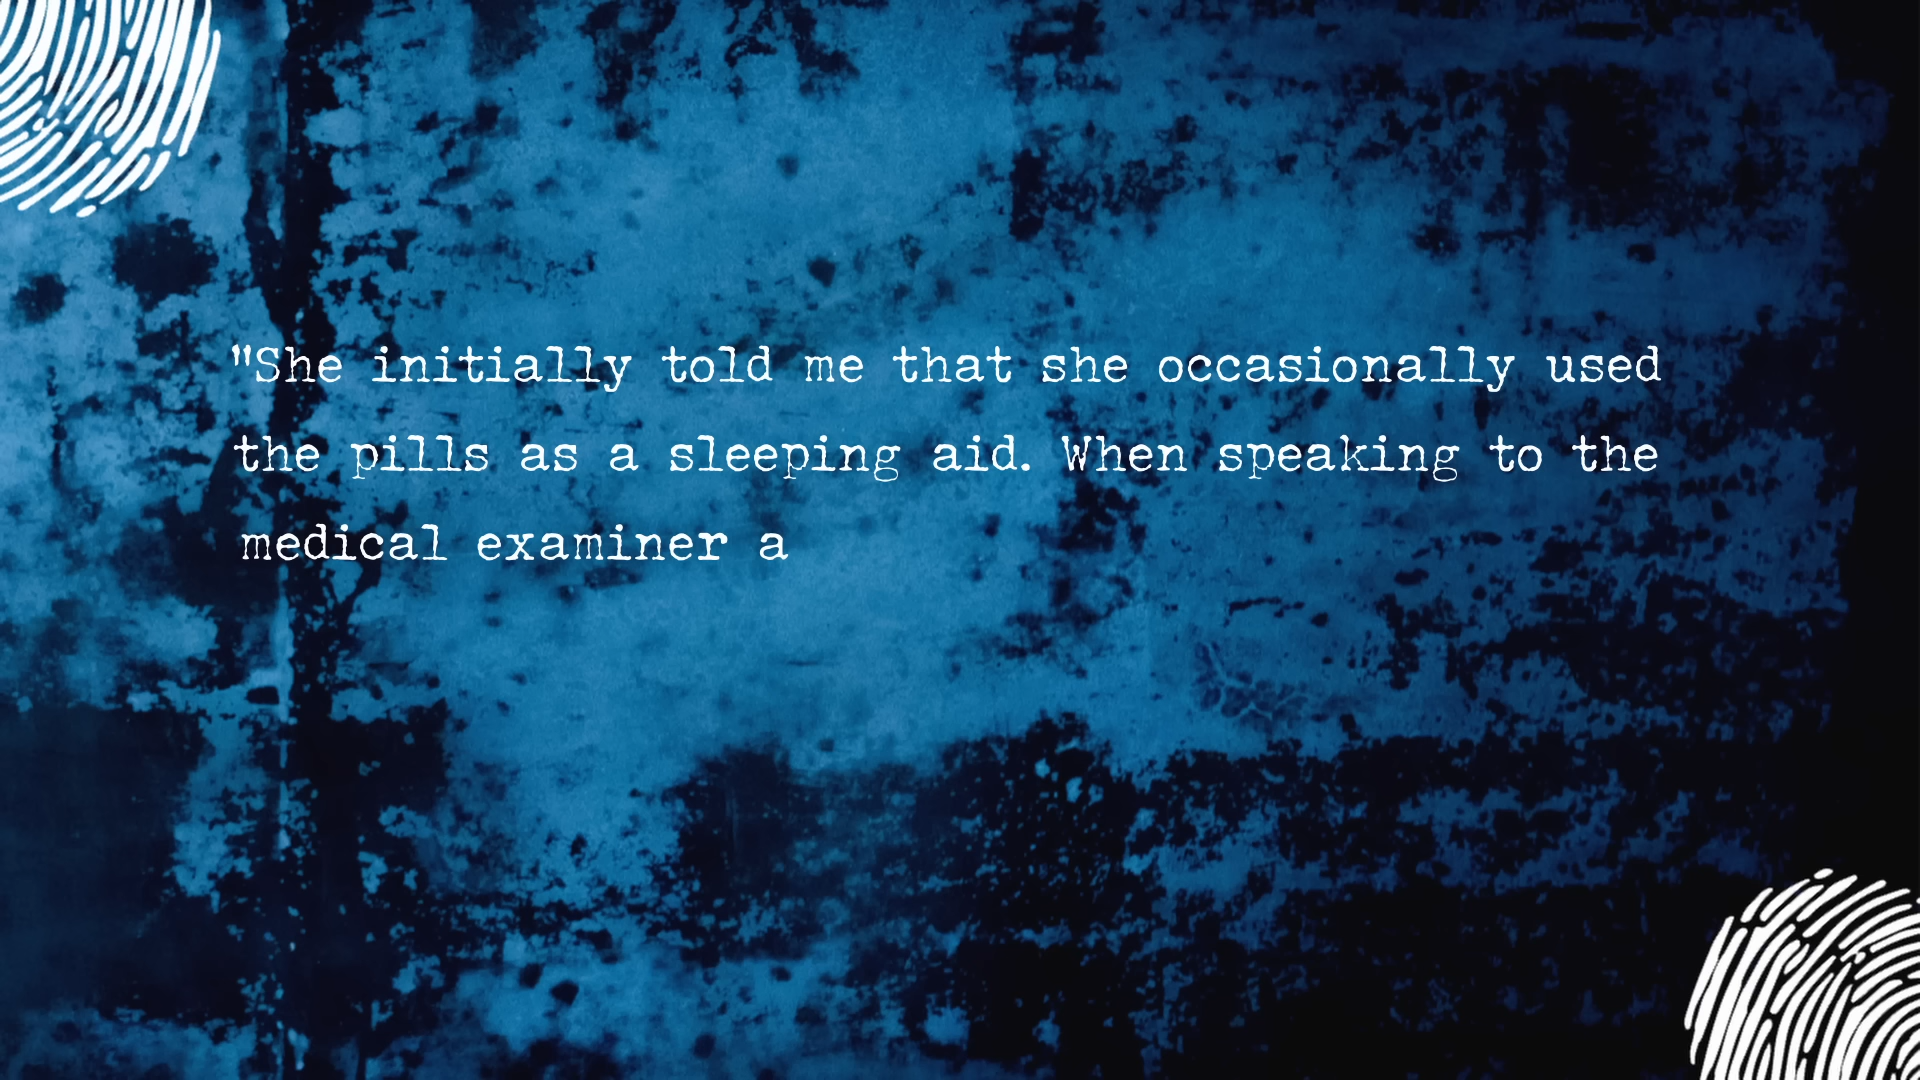 "She initially told me that she occasionally used
the pills as a sleeping aid. When speaking to the
medical examiner a